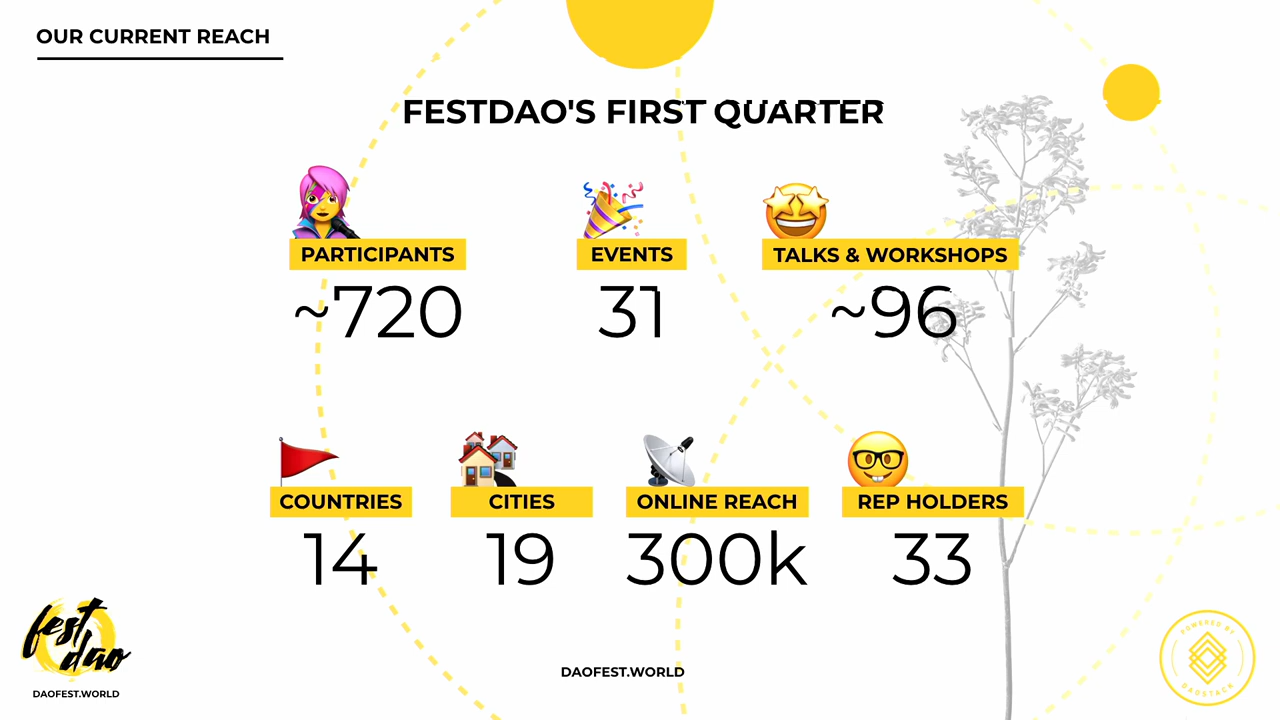 OUR CURRENT REACH
FESTDAO'S FIRST QUARTER
PARTICIPANTS EVENTS TALKS & WORKSHOPS
~720 31 ~96
COUNTRIES CITIES ONLINE REACH REP HOLDERS
14 19 300k 33
fest
dao
DAOFEST.WORLD
DAOFEST.WORLD
POWERED BY
DAOSTACK